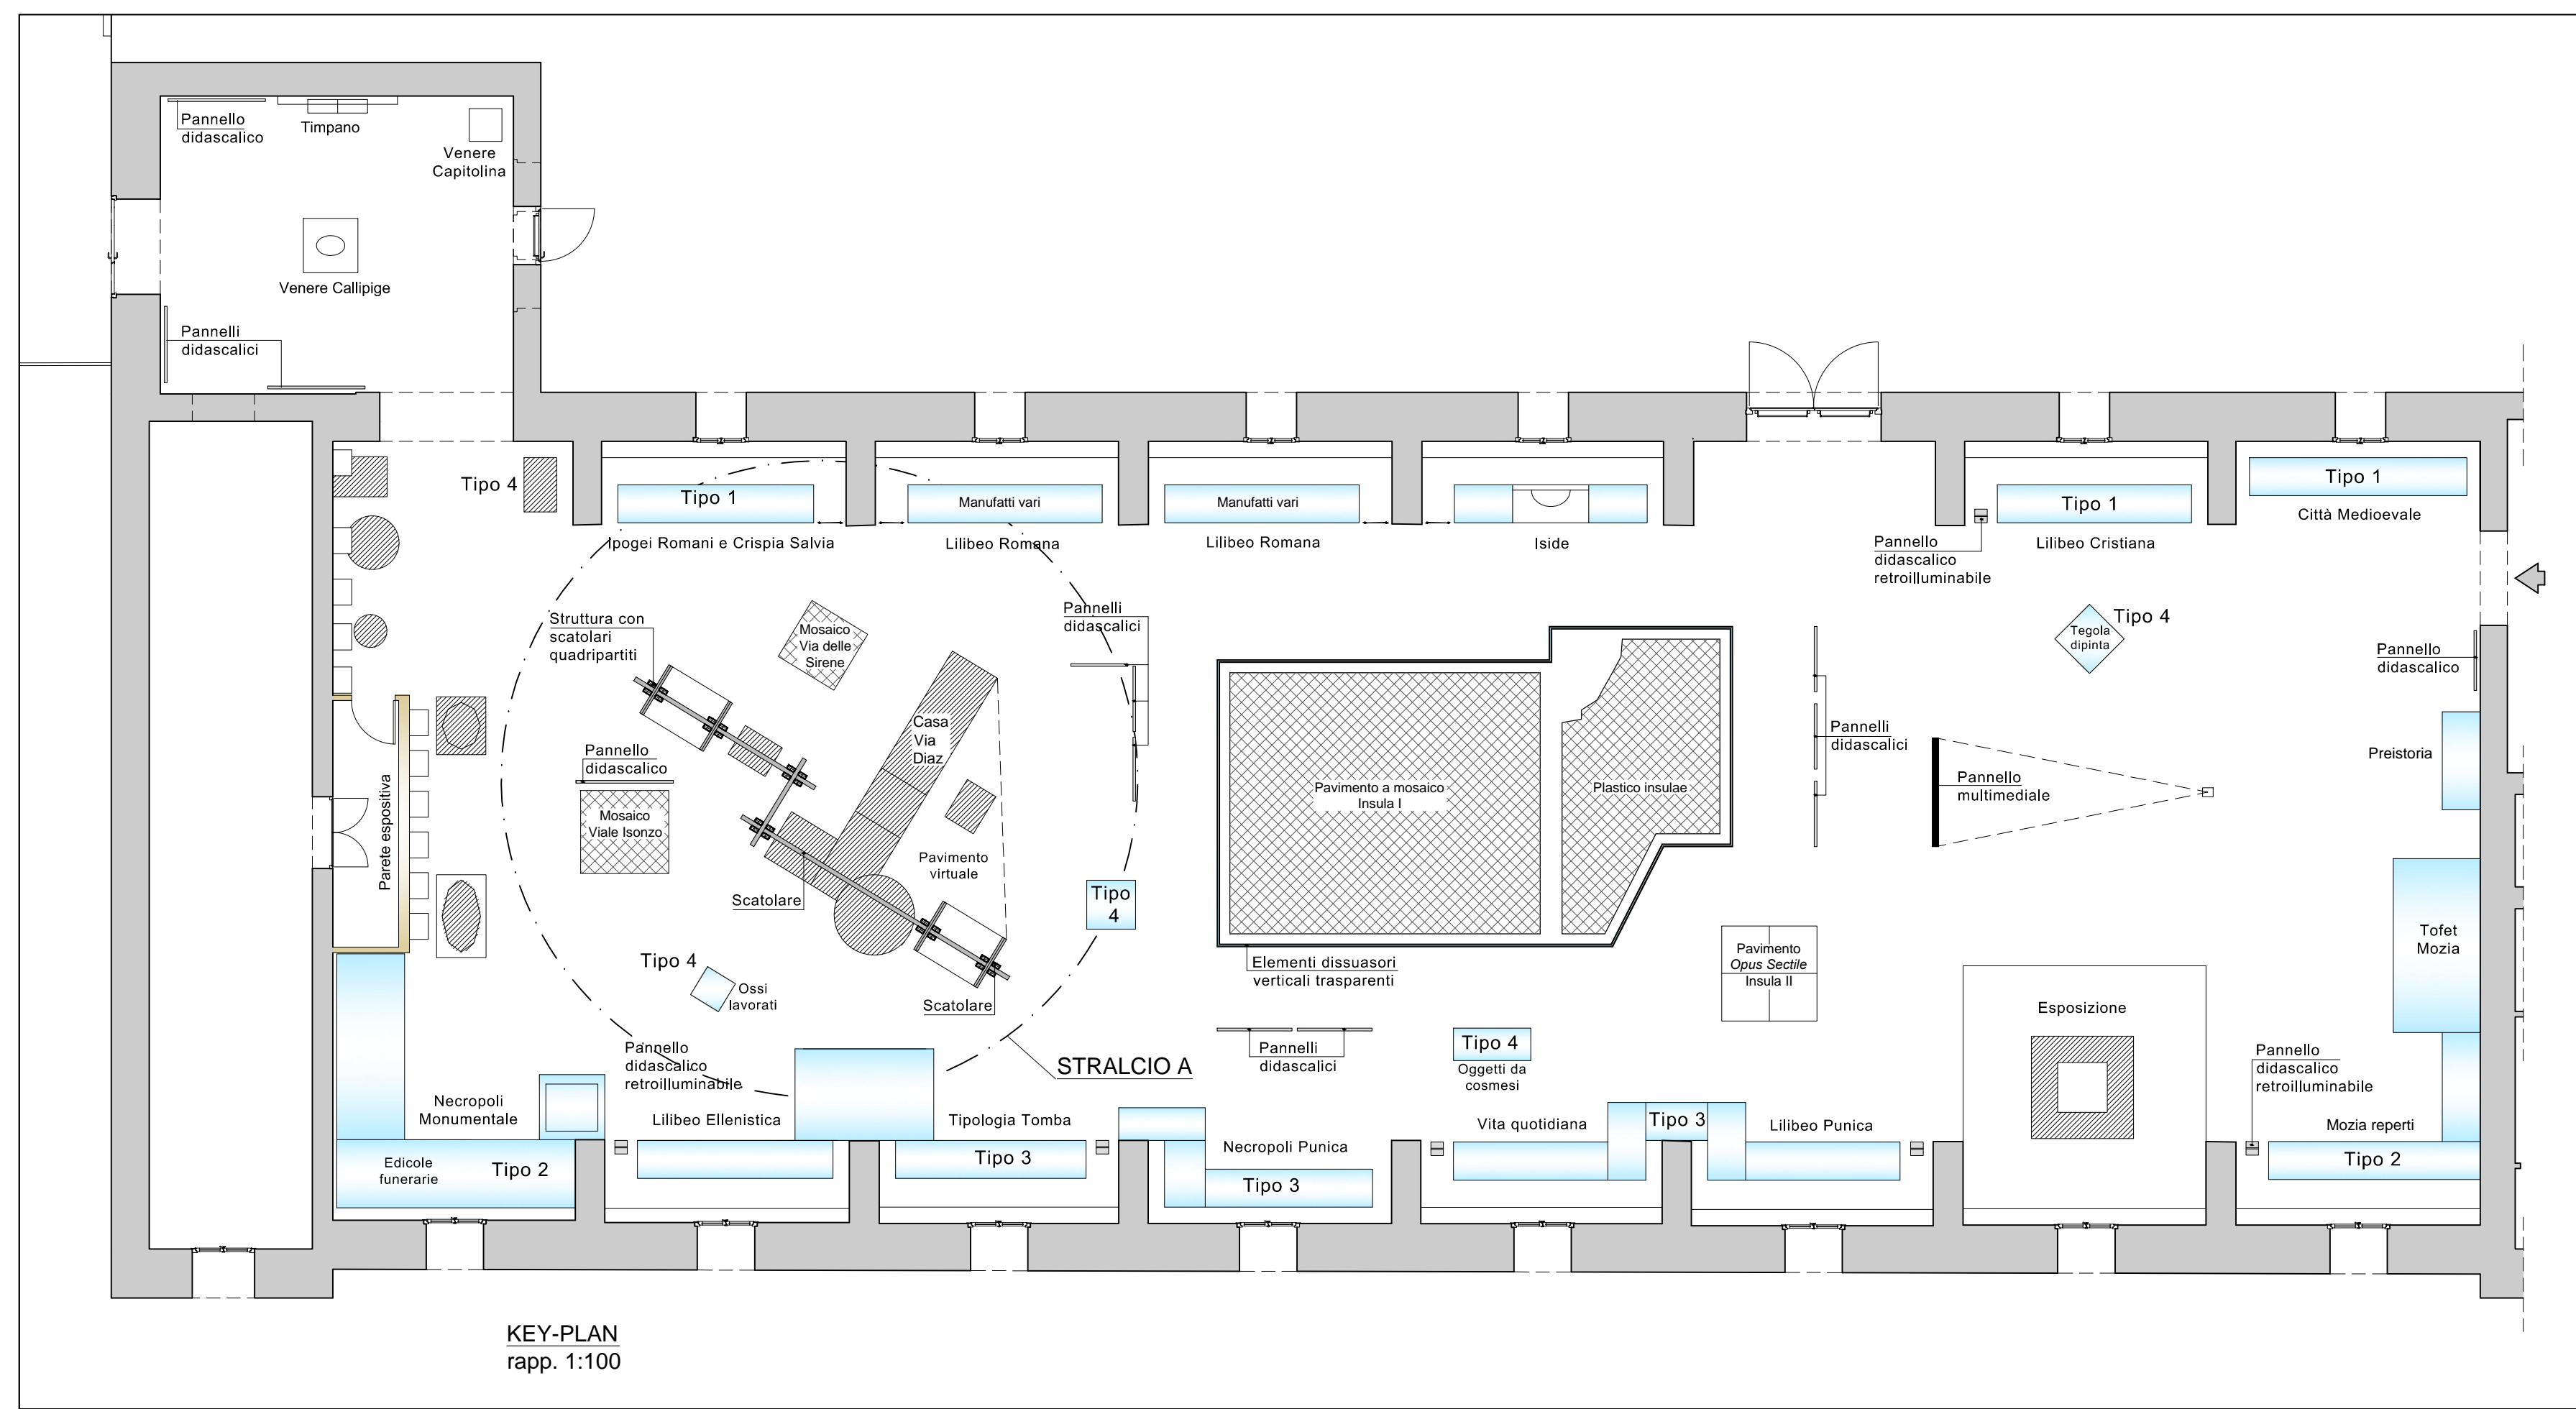 Pannello
didascalico
Timpano
Venere
Capitolina
Venere Callipige
Pannelli
didascalici
Tipo 4
Tipo 1
Ipogei Romani e Crispia Salvia
Manufatti vari
Lilibeo Romana
Manufatti vari
Lilibeo Romana
Iside
Pannello
didascalico
retroilluminabile
Tipo 1
Lilibeo Cristiana
Tipo 1
Città Medioevale
Struttura con
scatolari
quadripartiti
Mosaico
Via delle
Sirene
Pannelli
didascalici
Tegola
dipinta
Tipo 4
Pannello
didascalico
Casa
Via
Diaz
Pannello
didascalico
Mosaico
Viale Isonzo
Parete espositiva
Pavimento
virtuale
Scatolare
Tipo
4
Pavimento a mosaico
Insula I
Plastico insulae
Pannelli
didascalici
Pannello
multimediale
Preistoria
Tofet
Mozia
Tipo 4
Ossi
lavorati
Scatolare
Elementi dissuasori
verticali trasparenti
Pavimento
Opus Sectile
Insula II
Esposizione
Pannello
didascalico
retroilluminabile
STRALCIO A
Pannelli
didascalici
Tipo 4
Oggetti da
cosmesi
Pannello
didascalico
retroilluminabile
Necropoli
Monumentale
Lilibeo Ellenistica
Tipologia Tomba
Necropoli Punica
Vita quotidiana
Tipo 3
Lilibeo Punica
Mozia reperti
Edicole
funerarie
Tipo 2
Tipo 3
Tipo 3
Tipo 2
KEY-PLAN
rapp. 1:100